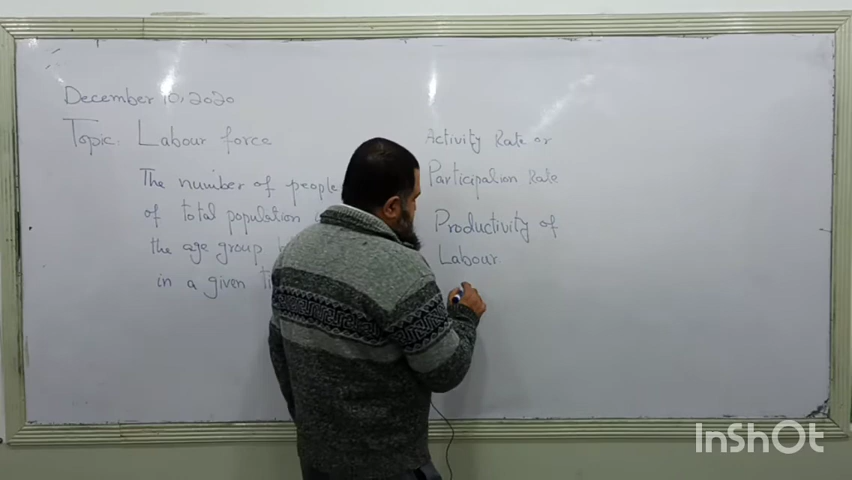 December 10, 2020
Topic: Labour force
The number of people
of total population
the age group
in a given
Activity Rate or
Participation Rate
Productivity of
Labour
InShOt